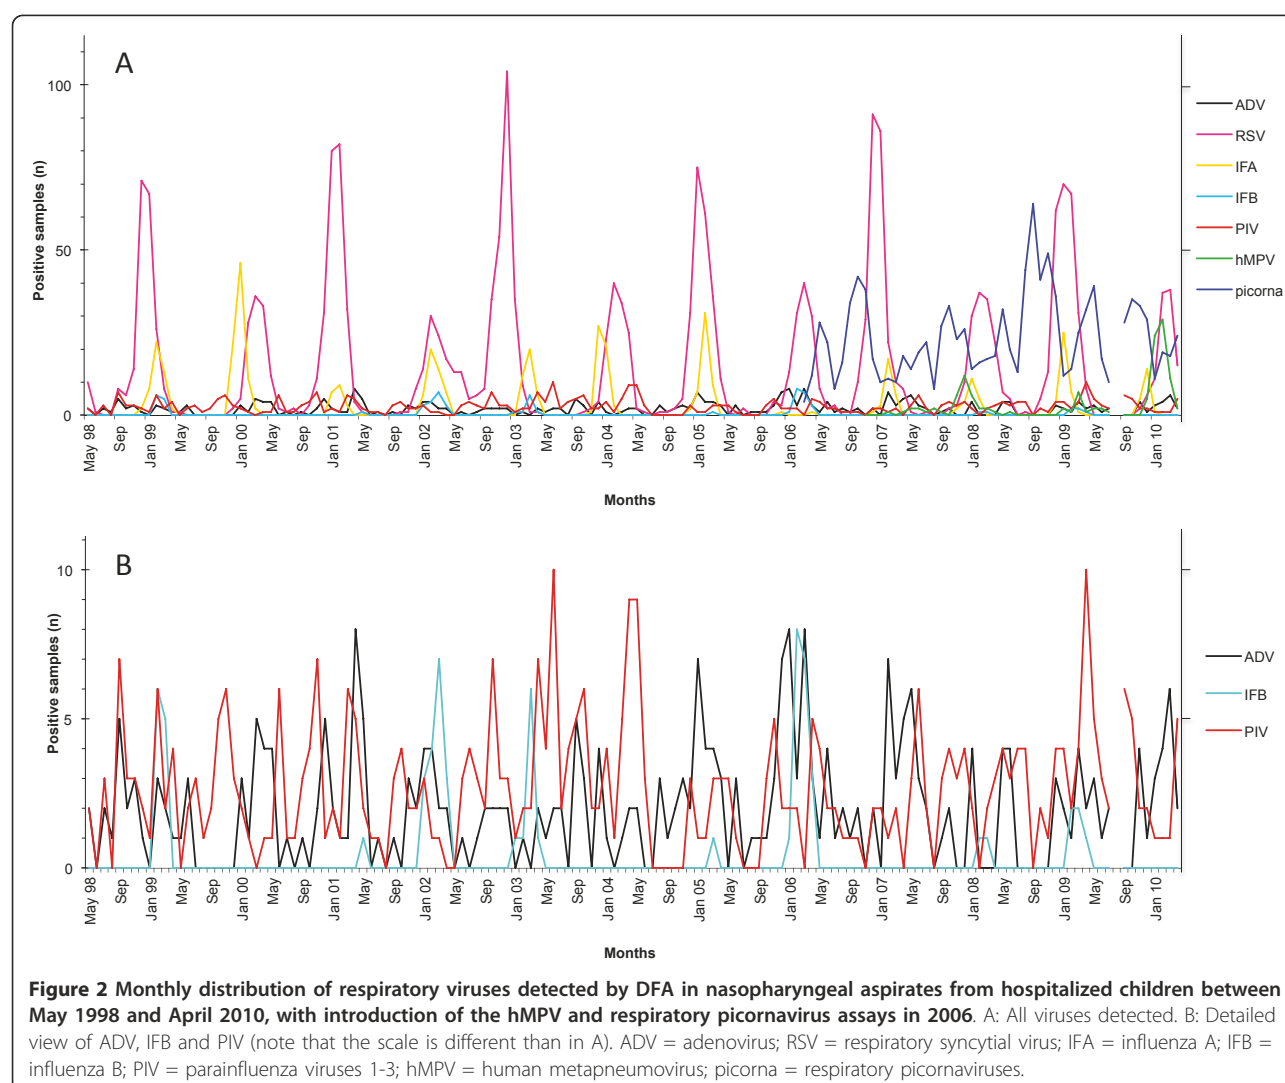 A
100
50
0
Positive samples (n)
May 98
Sep
Jan 99
May
Sep
Jan 00
May
Sep
Jan 01
May
Sep
Jan 02
May
Sep
Jan 03
May
Sep
Jan 04
May
Sep
Jan 05
May
Sep
Jan 06
May
Sep
Jan 07
May
Sep
Jan 08
May
Sep
Jan 09
May
Sep
Jan 10
Months
ADV
RSV
IFA
IFB
PIV
hMPV
picorna
B
10
5
0
Positive samples (n)
May 98
Sep
Jan 99
May
Sep
Jan 00
May
Sep
Jan 01
May
Sep
Jan 02
May
Sep
Jan 03
May
Sep
Jan 04
May
Sep
Jan 05
May
Sep
Jan 06
May
Sep
Jan 07
May
Sep
Jan 08
May
Sep
Jan 09
May
Sep
Jan 10
Months
ADV
IFB
PIV
Figure 2 Monthly distribution of respiratory viruses detected by DFA in nasopharyngeal aspirates from hospitalized children between
May 1998 and April 2010, with introduction of the hMPV and respiratory picornavirus assays in 2006. A: All viruses detected. B: Detailed
view of ADV, IFB and PIV (note that the scale is different than in A). ADV = adenovirus; RSV = respiratory syncytial virus; IFA = influenza A; IFB =
influenza B; PIV = parainfluenza viruses 1-3; hMPV = human metapneumovirus; picorna = respiratory picornaviruses.